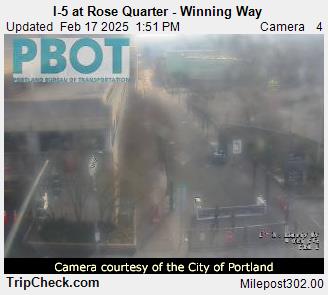 I-5 at Rose Quarter - Winning Way
Updated Feb 17 2025 1:51 PM Camera 4
PBOT
PORTLAND BUREAU OF TRANSPORTATION
Camera courtesy of the City of Portland
TripCheck.com Milepost302.00